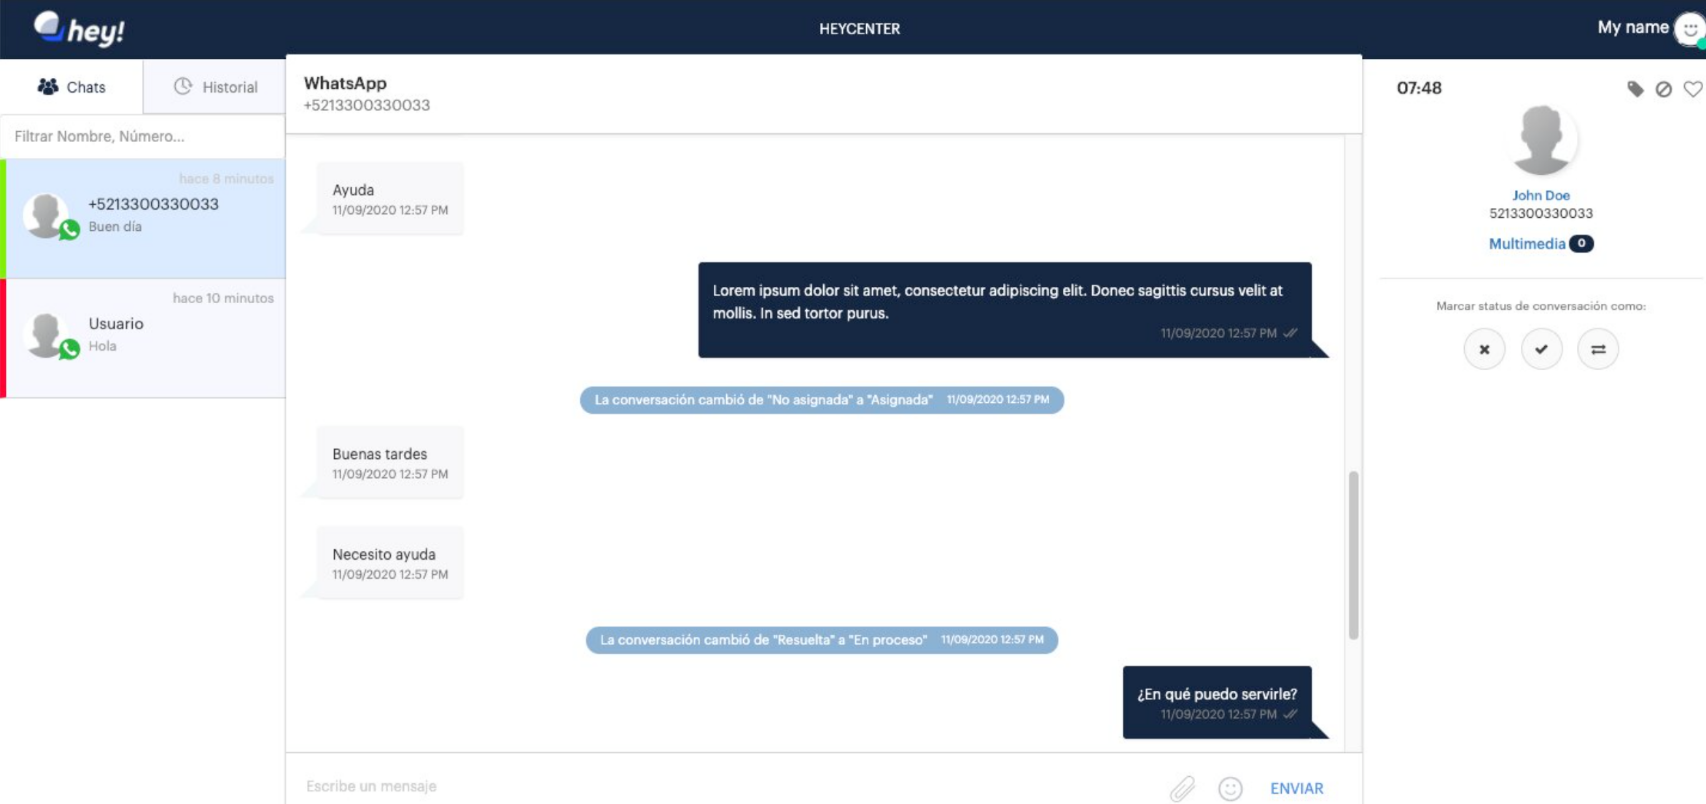 hey!
HEYCENTER
My name
Chats
Historial
Filtrar Nombre, Número...
hace 8 minutos
+5213300330033
Buen día
hace 10 minutos
Usuario
Hola
WhatsApp
+5213300330033
Ayuda
11/09/2020 12:57 PM
Lorem ipsum dolor sit amet, consectetur adipiscing elit. Donec sagittis cursus velit at
mollis. In sed tortor purus.
11/09/2020 12:57 PM
La conversación cambió de "No asignada" a "Asignada" 11/09/2020 12:57 PM
Buenas tardes
11/09/2020 12:57 PM
Necesito ayuda
11/09/2020 12:57 PM
La conversación cambió de "Resuelta" a "En proceso" 11/09/2020 12:57 PM
¿En qué puedo servirle?
11/09/2020 12:57 PM
Escribe un mensaje
ENVIAR
07:48
John Doe
5213300330033
Multimedia 0
Marcar status de conversación como: